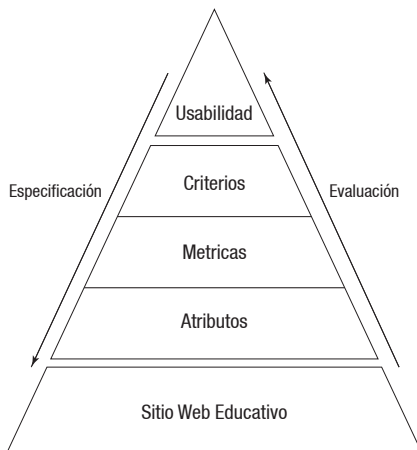 Usabilidad
Especificación
Criterios
Evaluación
Metricas
Atributos
Sitio Web Educativo